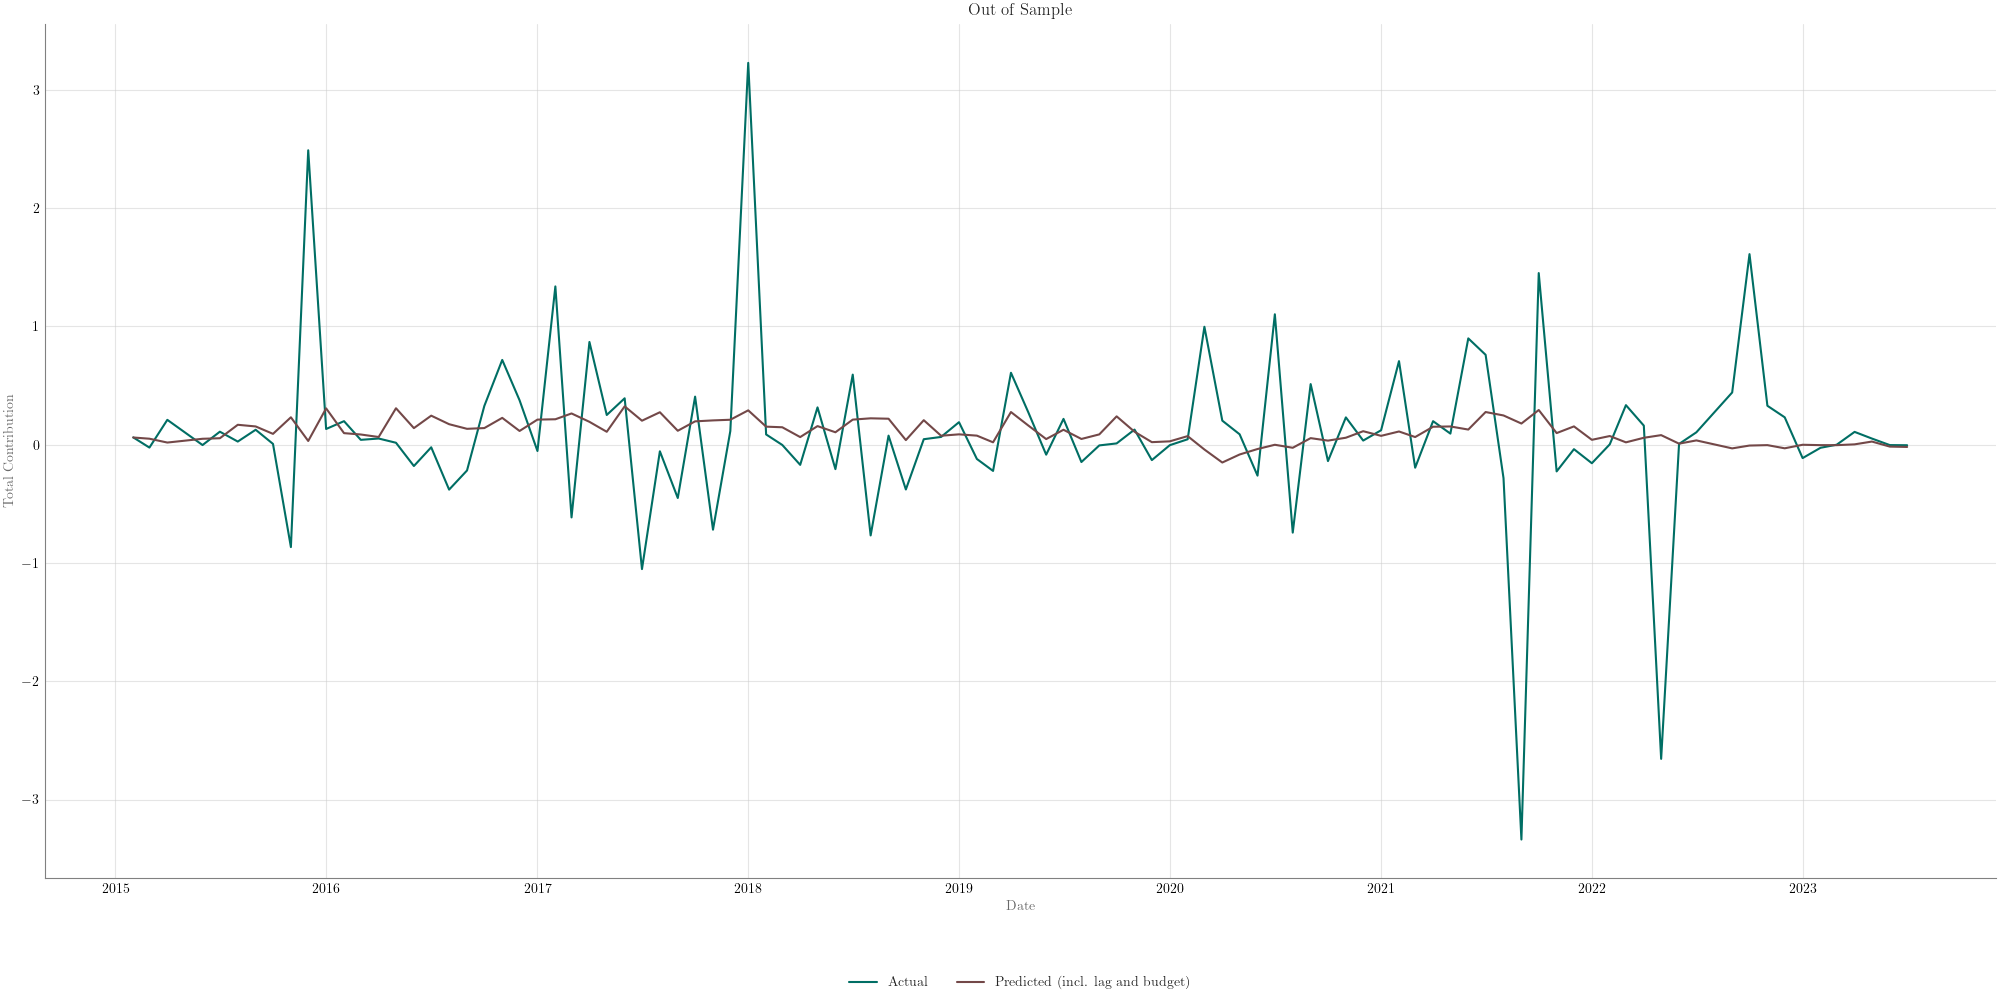 Out of Sample
Total Contribution
3
2
1
0
−1
−2
−3
2015 2016 2017 2018 2019 2020 2021 2022 2023
Date
Actual Predicted (incl. lag and budget)